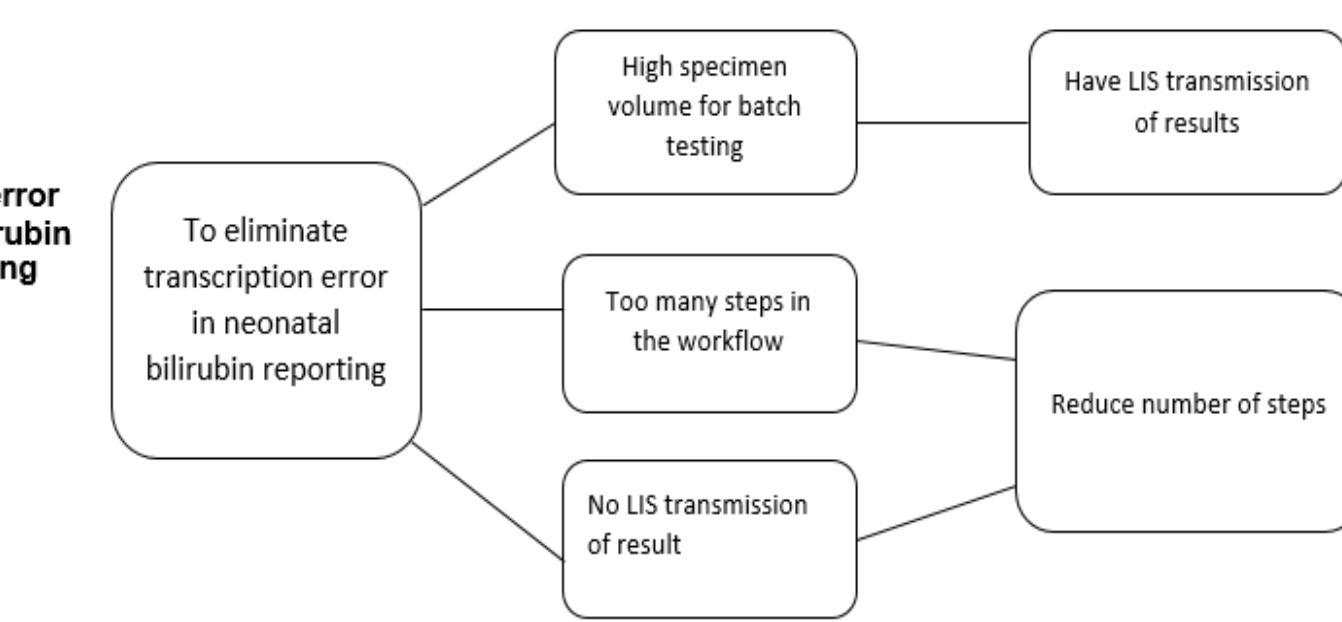 High specimen
volume for batch
testing
Have LIS transmission
of results
To eliminate
transcription error
in neonatal
bilirubin reporting
Too many steps in
the workflow
Reduce number of steps
No LIS transmission
of result